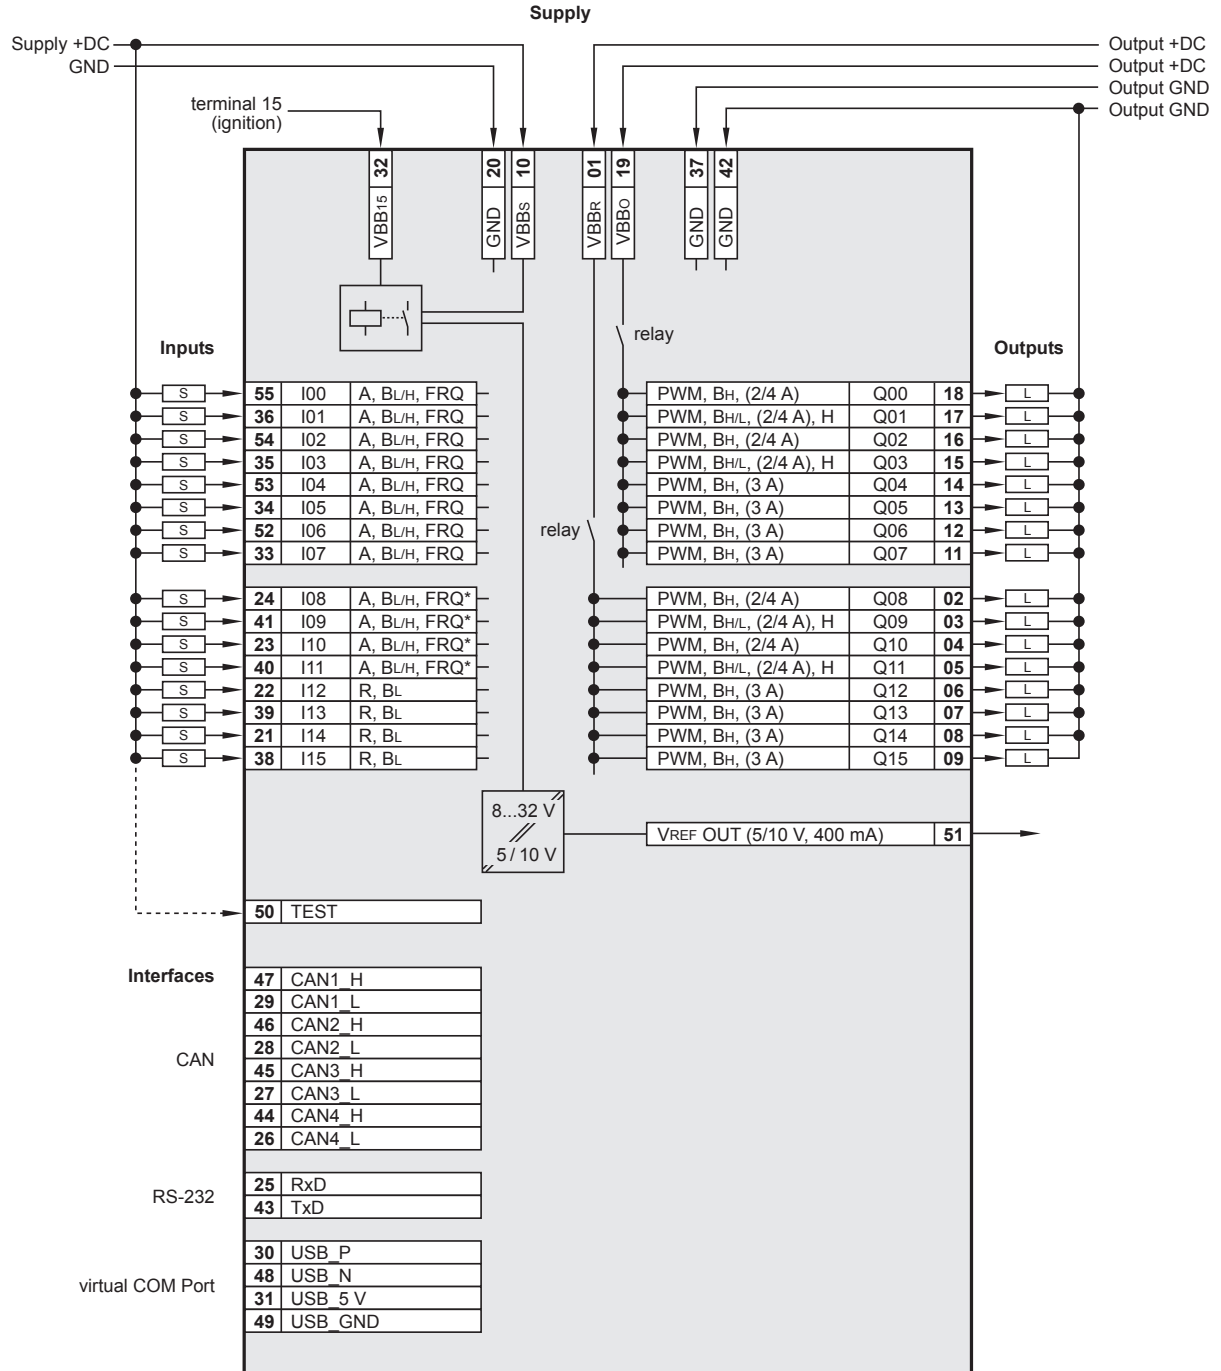 Supply
Supply +DC
GND
Output +DC
Output +DC
Output GND
Output GND
terminal 15
(ignition)
VBB15 32
GND 20
VBBS 10
VBBR 01
VBBO 19
GND 37
GND 42
relay
relay
Inputs
S 55 I00 A, BL/H, FRQ
S 36 I01 A, BL/H, FRQ
S 54 I02 A, BL/H, FRQ
S 35 I03 A, BL/H, FRQ
S 53 I04 A, BL/H, FRQ
S 34 I05 A, BL/H, FRQ
S 52 I06 A, BL/H, FRQ
S 33 I07 A, BL/H, FRQ
S 24 I08 A, BL/H, FRQ*
S 41 I09 A, BL/H, FRQ*
S 23 I10 A, BL/H, FRQ*
S 40 I11 A, BL/H, FRQ*
S 22 I12 R, BL
S 39 I13 R, BL
S 21 I14 R, BL
S 38 I15 R, BL
Outputs
PWM, BH, (2/4 A) Q00 18 L
PWM, BH/L, (2/4 A), H Q01 17 L
PWM, BH, (2/4 A) Q02 16 L
PWM, BH/L, (2/4 A), H Q03 15 L
PWM, BH, (3 A) Q04 14 L
PWM, BH, (3 A) Q05 13 L
PWM, BH, (3 A) Q06 12 L
PWM, BH, (3 A) Q07 11 L
PWM, BH, (2/4 A) Q08 02 L
PWM, BH/L, (2/4 A), H Q09 03 L
PWM, BH, (2/4 A) Q10 04 L
PWM, BH/L, (2/4 A), H Q11 05 L
PWM, BH, (3 A) Q12 06 L
PWM, BH, (3 A) Q13 07 L
PWM, BH, (3 A) Q14 08 L
PWM, BH, (3 A) Q15 09 L
8...32 V
5 / 10 V
VREF OUT (5/10 V, 400 mA) 51
50 TEST
Interfaces
CAN
47 CAN1_H
29 CAN1_L
46 CAN2_H
28 CAN2_L
45 CAN3_H
27 CAN3_L
44 CAN4_H
26 CAN4_L
RS-232
25 RxD
43 TxD
virtual COM Port
30 USB_P
48 USB_N
31 USB_5 V
49 USB_GND